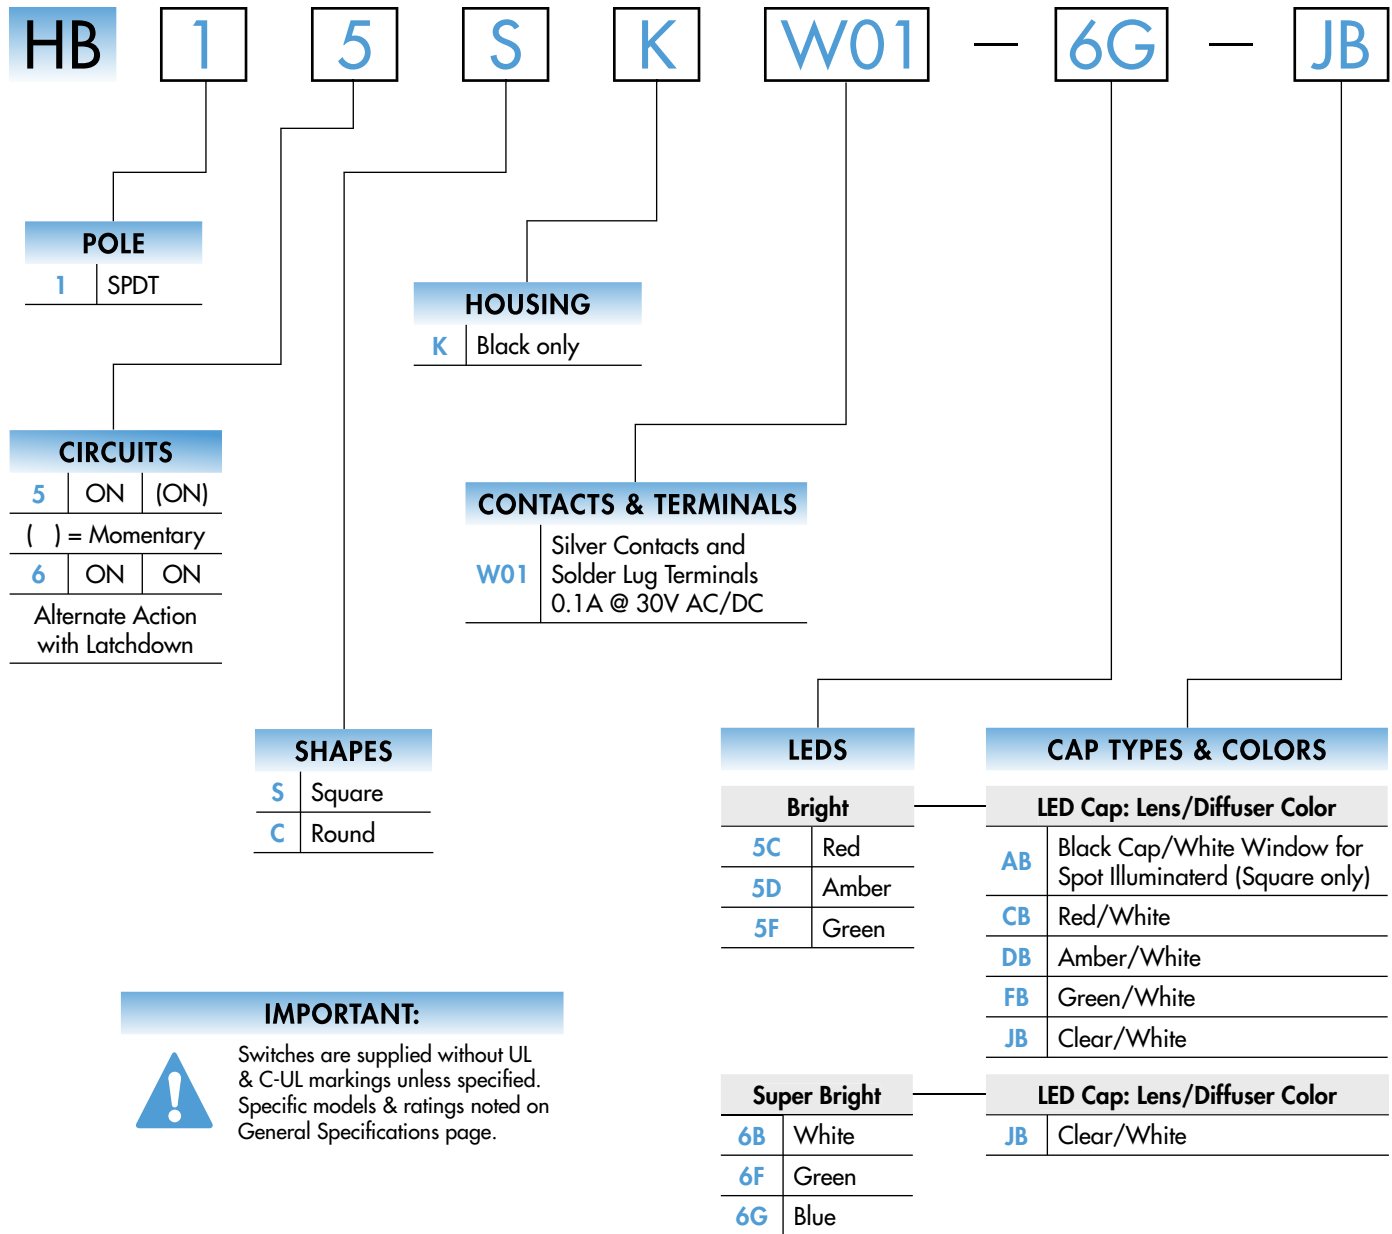 HB 1 5 S K W01 — 6G — JB
POLE
1 SPDT
HOUSING
K Black only
CIRCUITS
5 ON (ON)
( ) = Momentary
6 ON ON
Alternate Action
with Latchdown
CONTACTS & TERMINALS
W01 Silver Contacts and
Solder Lug Terminals
0.1A @ 30V AC/DC
SHAPES
S Square
C Round
LEDS
Bright
5C Red
5D Amber
5F Green
Super Bright
6B White
6F Green
6G Blue
CAP TYPES & COLORS
LED Cap: Lens/Diffuser Color
AB Black Cap/White Window for
Spot Illuminaterd (Square only)
CB Red/White
DB Amber/White
FB Green/White
JB Clear/White
LED Cap: Lens/Diffuser Color
JB Clear/White
IMPORTANT:
Switches are supplied without UL
& C-UL markings unless specified.
Specific models & ratings noted on
General Specifications page.